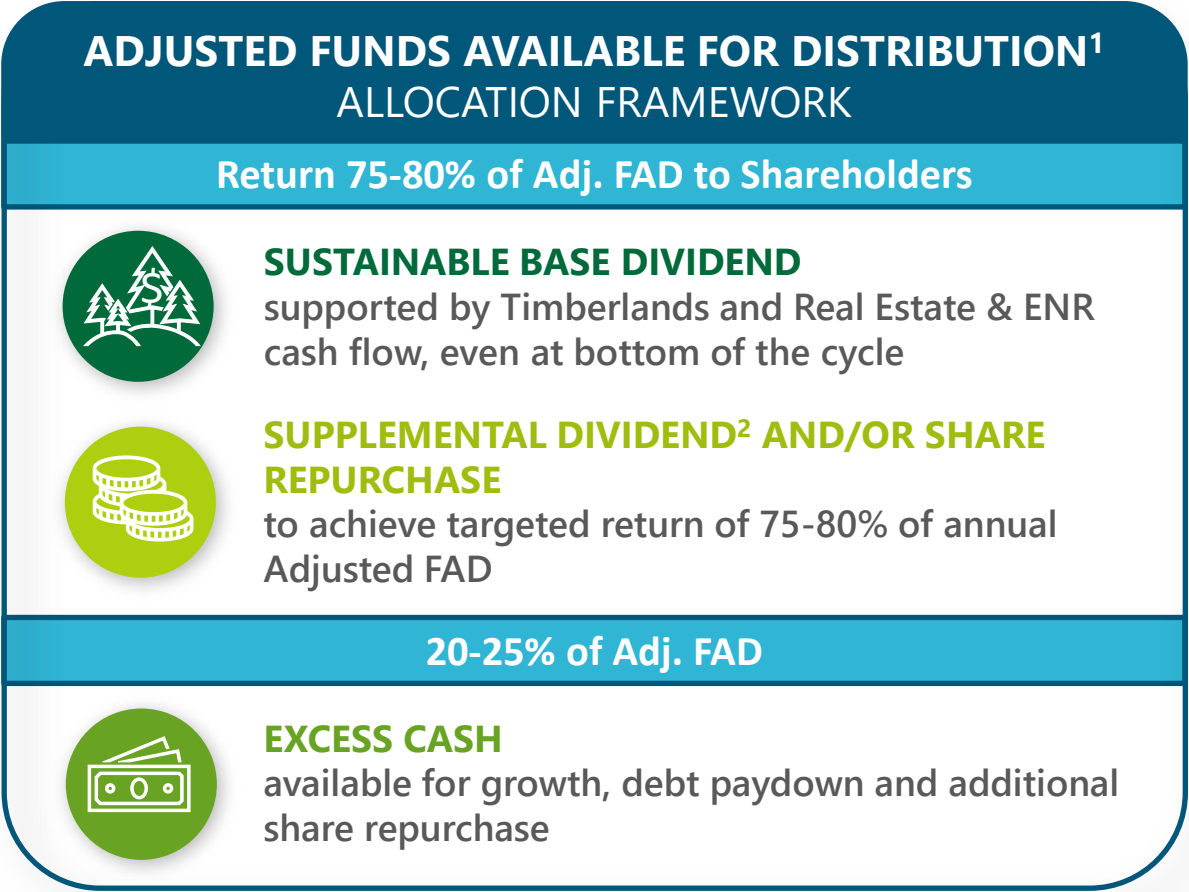 ADJUSTED FUNDS AVAILABLE FOR DISTRIBUTION¹
ALLOCATION FRAMEWORK
Return 75-80% of Adj. FAD to Shareholders
$
SUSTAINABLE BASE DIVIDEND
supported by Timberlands and Real Estate & ENR
cash flow, even at bottom of the cycle
SUPPLEMENTAL DIVIDEND² AND/OR SHARE
REPURCHASE
to achieve targeted return of 75-80% of annual
Adjusted FAD
20-25% of Adj. FAD
EXCESS CASH
available for growth, debt paydown and additional
share repurchase